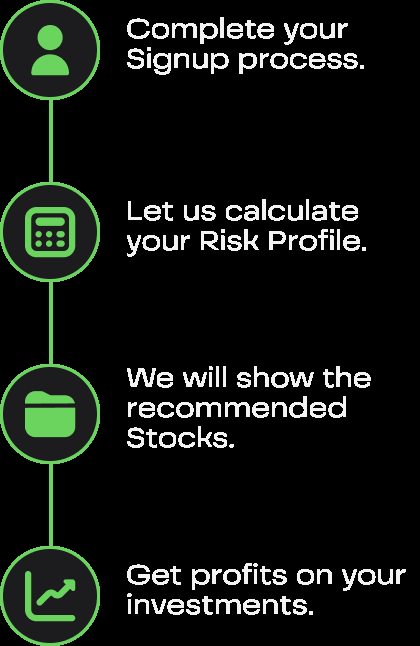 Complete your
Signup process.
Let us calculate
your Risk Profile.
We will show the
recommended
Stocks.
Get profits on your
investments.